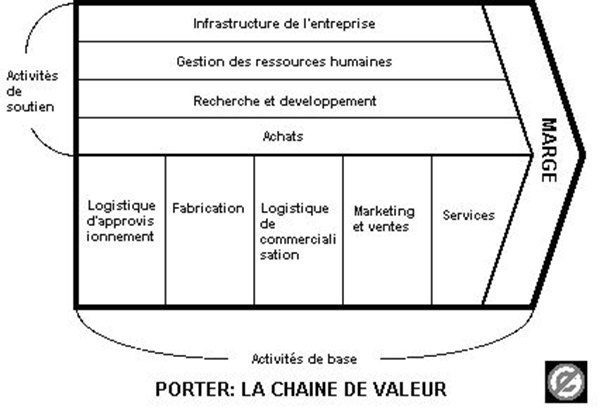 Infrastructure de l'entreprise
Gestion des ressources humaines
Recherche et developpement
Achats
Activitès
de
soutien
MARGE
Logistique
d'approvis
ionnement
Fabrication
Logistique
de
commerciali
sation
Marketing
et ventes
Services
Activités de base
PORTER: LA CHAINE DE VALEUR